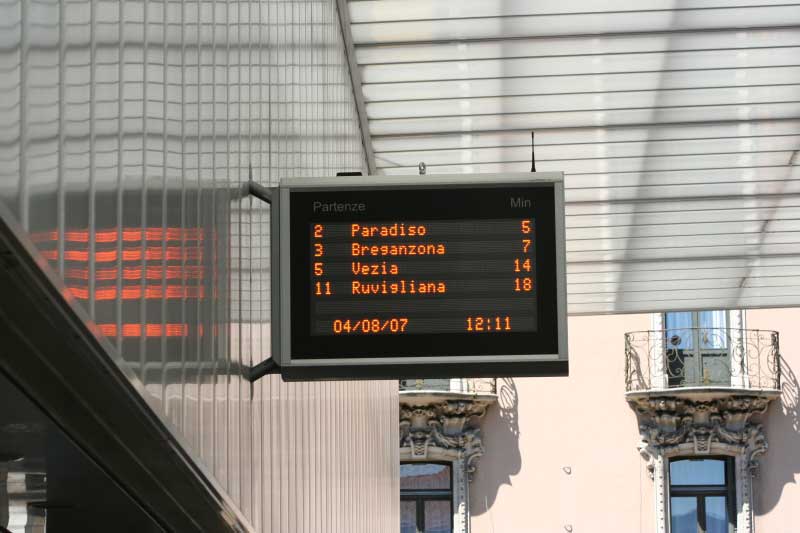 Partenze Min
2 Paradiso 5
3 Breganzona 7
5 Vezia 14
11 Ruvigliana 18
04/08/07 12:11